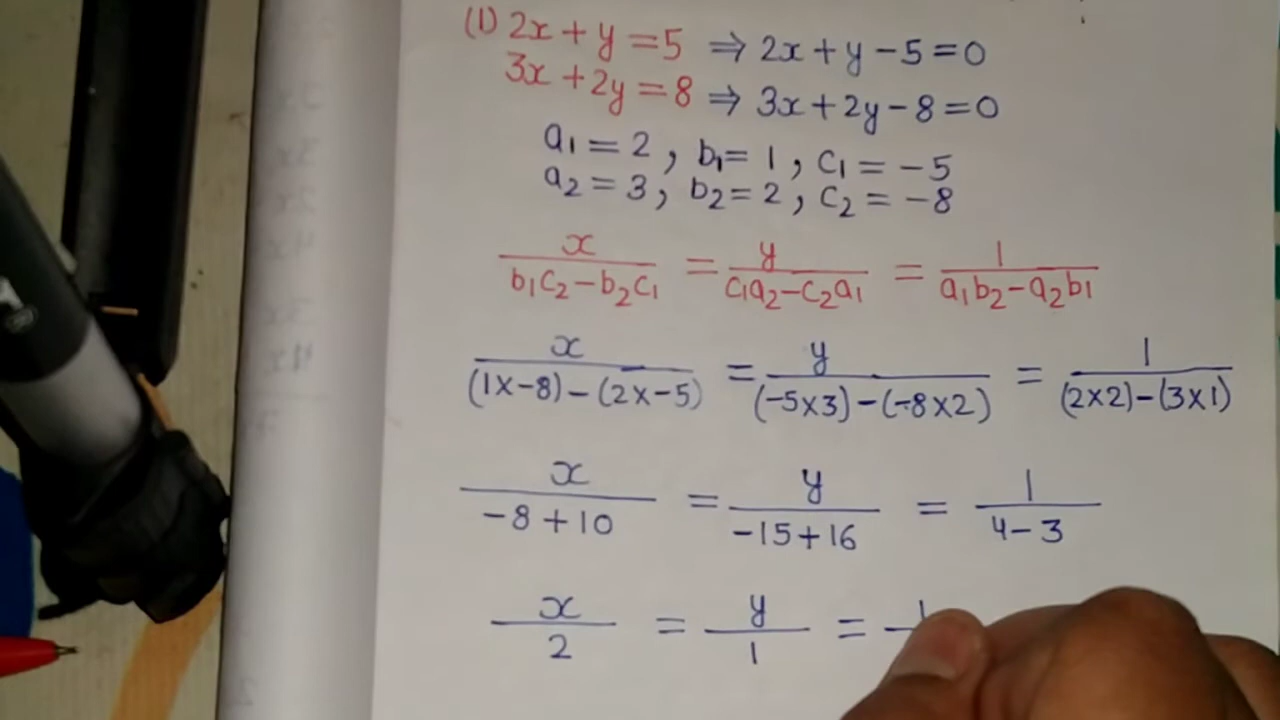 (1) 2x + y = 5 ⇒ 2x + y - 5 = 0
3x + 2y = 8 ⇒ 3x + 2y - 8 = 0
a₁ = 2, b₁ = 1, c₁ = -5
a₂ = 3, b₂ = 2, c₂ = -8
x/(b₁c₂ - b₂c₁) = y/(c₁a₂ - c₂a₁) = 1/(a₁b₂ - a₂b₁)
x/((1×-8) - (2×-5)) = y/((-5×3) - (-8×2)) = 1/((2×2) - (3×1))
x/(-8 + 10) = y/(-15 + 16) = 1/(4 - 3)
x/2 = y/1 = 1